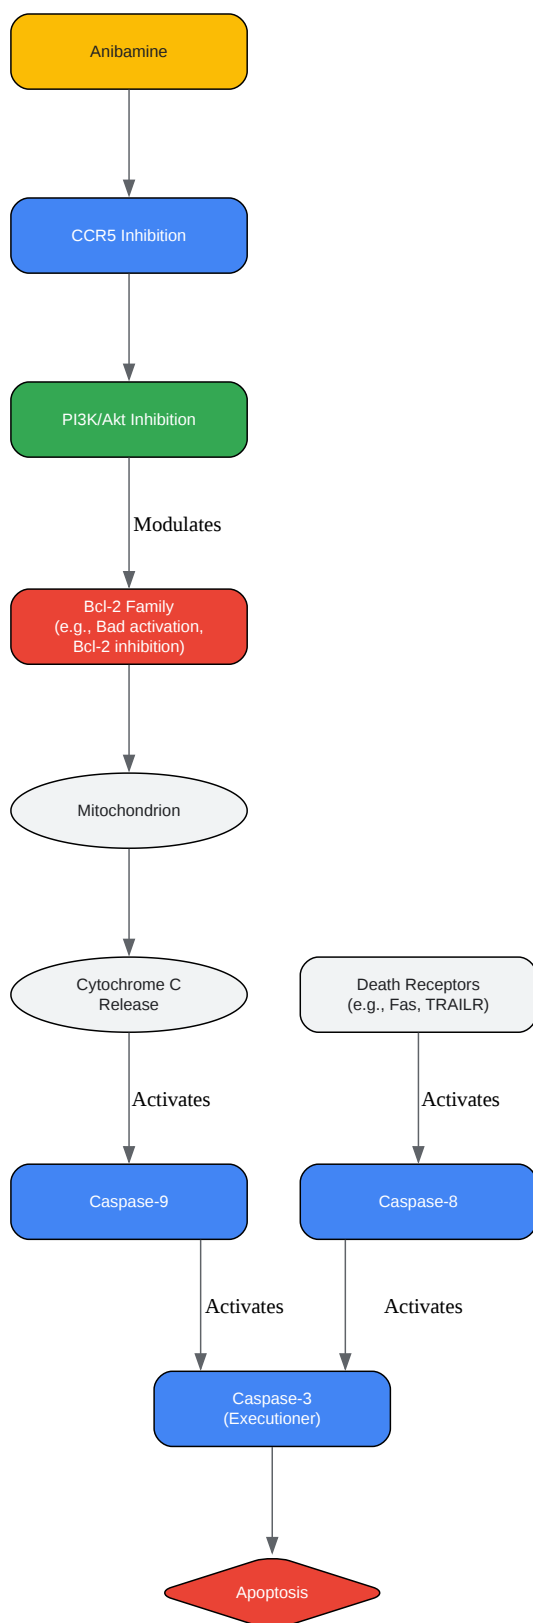 Anibamine
CCR5 Inhibition
PI3K/Akt Inhibition
Modulates
Bcl-2 Family
(e.g., Bad activation,
Bcl-2 inhibition)
Mitochondrion
Cytochrome C
Release
Death Receptors
(e.g., Fas, TRAILR)
Activates
Activates
Caspase-9
Caspase-8
Activates
Activates
Caspase-3
(Executioner)
Apoptosis